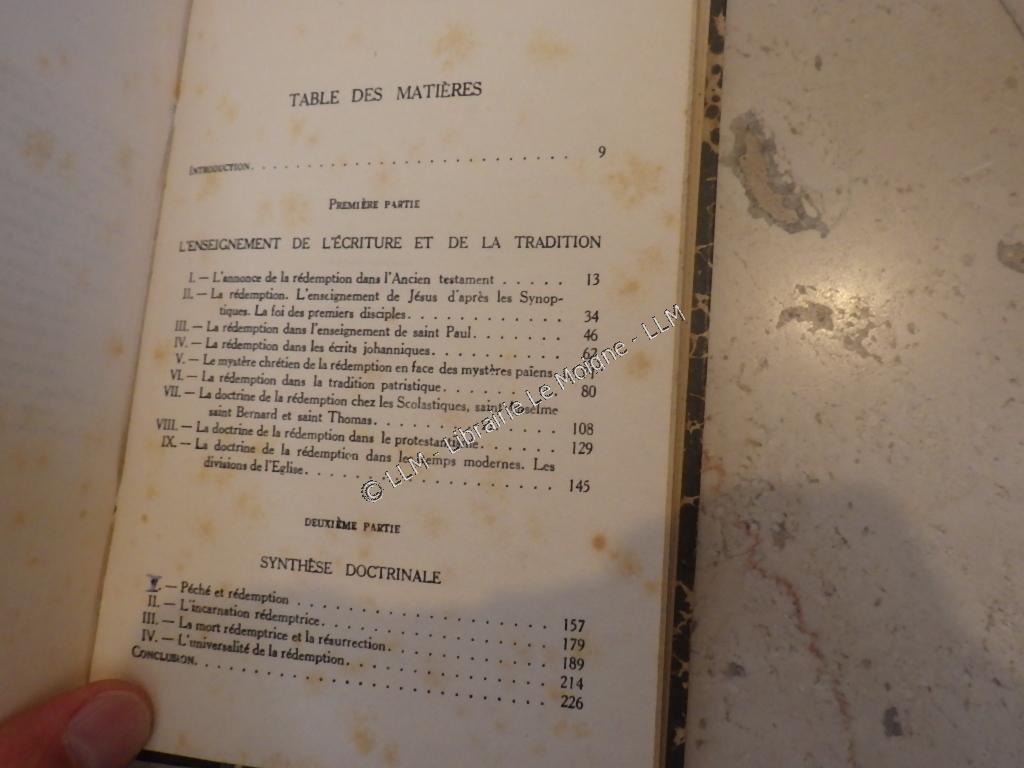 TABLE DES MATIÈRES
INTRODUCTION. . . . . . . . . . . . . . . . . . . . . . . . . . 9
PREMIÈRE PARTIE
L'ENSEIGNEMENT DE L'ÉCRITURE ET DE LA TRADITION
I. — L'annonce de la rédemption dans l'Ancien testament . . . . . 13
II. — La rédemption. L'enseignement de Jésus d'après les Synop-
tiques. La foi des premiers disciples. . . . . . . . . . . . 34
III. — La rédemption dans l'enseignement de saint Paul . . . . . . 46
IV. — La rédemption dans les écrits johanniques. . . . . . . . . 62
V. — Le mystère chrétien de la rédemption en face des mystères païens.
VI. — La rédemption dans la tradition patristique. . . . . . . . 80
VII. — La doctrine de la rédemption chez les Scolastiques, saint Anselme
saint Bernard et saint Thomas. . . . . . . . . . . . . . 108
VIII. — La doctrine de la rédemption dans le protestantisme . . . . . 129
IX. — La doctrine de la rédemption dans les temps modernes. Les
divisions de l'Eglise. . . . . . . . . . . . . . . . . . 145
DEUXIÈME PARTIE
SYNTHÈSE DOCTRINALE
I. — Péché et rédemption . . . . . . . . . . . . . . . . . 157
II. — L'incarnation rédemptrice. . . . . . . . . . . . . . . . 179
III. — La mort rédemptrice et la résurrection. . . . . . . . . . . 189
IV. — L'universalité de la rédemption. . . . . . . . . . . . . . 214
CONCLUSION. . . . . . . . . . . . . . . . . . . . . . . . 226
© LLM - Librairie Le Moigne - LLM